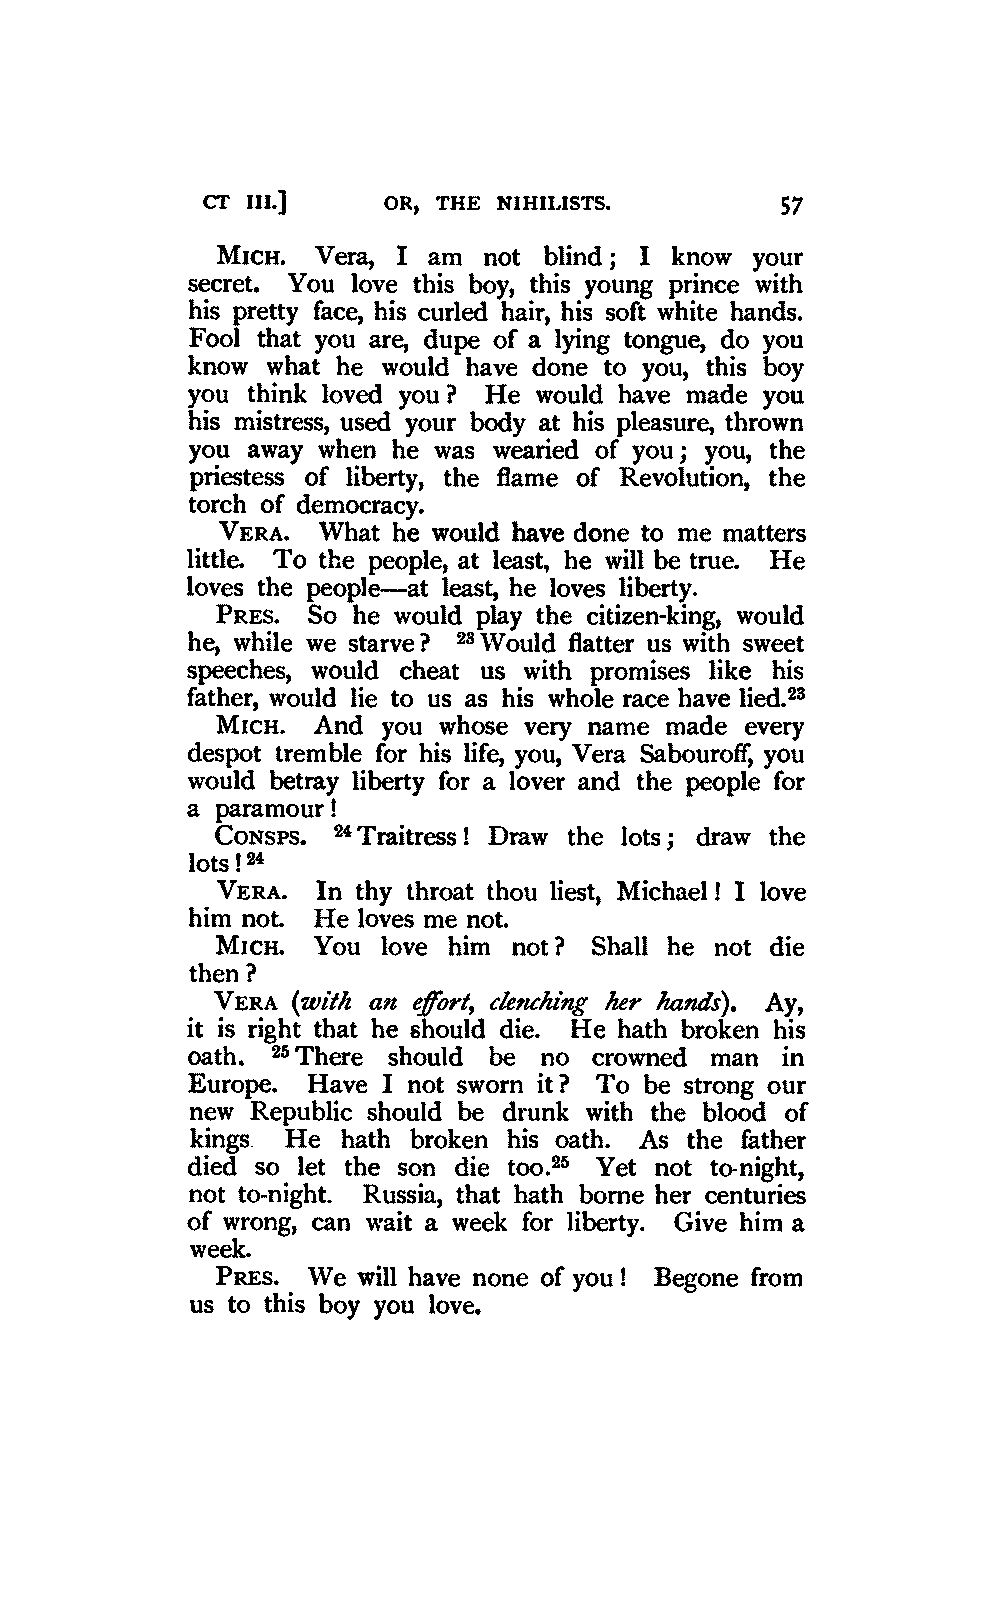 CT III.] OR, THE NIHILISTS. 57
MICH. Vera, I am not blind; I know your
secret. You love this boy, this young prince with
his pretty face, his curled hair, his soft white hands.
Fool that you are, dupe of a lying tongue, do you
know what he would have done to you, this boy
you think loved you? He would have made you
his mistress, used your body at his pleasure, thrown
you away when he was wearied of you; you, the
priestess of liberty, the flame of Revolution, the
torch of democracy.
VERA. What he would have done to me matters
little. To the people, at least, he will be true. He
loves the people—at least, he loves liberty.
PRES. So he would play the citizen-king, would
he, while we starve? ²³Would flatter us with sweet
speeches, would cheat us with promises like his
father, would lie to us as his whole race have lied.²³
MICH. And you whose very name made every
despot tremble for his life, you, Vera Sabouroff, you
would betray liberty for a lover and the people for
a paramour!
CONSPS. ²⁴Traitress! Draw the lots; draw the
lots!²⁴
VERA. In thy throat thou liest, Michael! I love
him not. He loves me not.
MICH. You love him not? Shall he not die
then?
VERA (with an effort, clenching her hands). Ay,
it is right that he should die. He hath broken his
oath. ²⁵There should be no crowned man in
Europe. Have I not sworn it? To be strong our
new Republic should be drunk with the blood of
kings. He hath broken his oath. As the father
died so let the son die too.²⁵ Yet not to-night,
not to-night. Russia, that hath borne her centuries
of wrong, can wait a week for liberty. Give him a
week.
PRES. We will have none of you! Begone from
us to this boy you love.